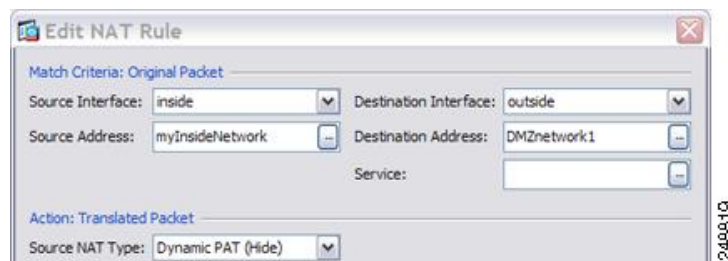 Edit NAT Rule
Match Criteria: Original Packet
Source Interface: inside Destination Interface: outside
Source Address: myInsideNetwork ... Destination Address: DMZnetwork1 ...
Service: ...
Action: Translated Packet
Source NAT Type: Dynamic PAT (Hide)
248819